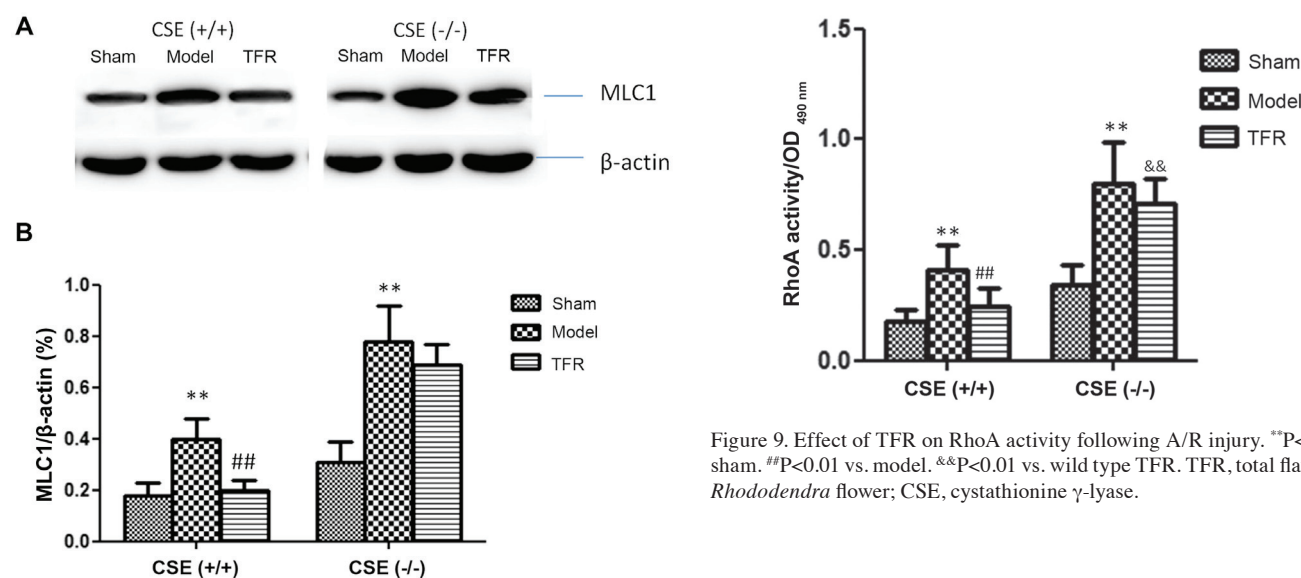 A
CSE (+/+)
CSE (-/-)
Sham Model TFR
Sham Model TFR
MLC1
β-actin
B
MLC1/β-actin (%)
1.0
0.8
0.6
0.4
0.2
0.0
**
##
**
CSE (+/+)
CSE (-/-)
Sham
Model
TFR
RhoA activity/OD 490 nm
1.5
1.0
0.5
0.0
**
##
**
&&
CSE (+/+)
CSE (-/-)
Sham
Model
TFR
Figure 9. Effect of TFR on RhoA activity following A/R injury. **P<
sham. ##P<0.01 vs. model. &&P<0.01 vs. wild type TFR. TFR, total fla
Rhododendra flower; CSE, cystathionine γ-lyase.